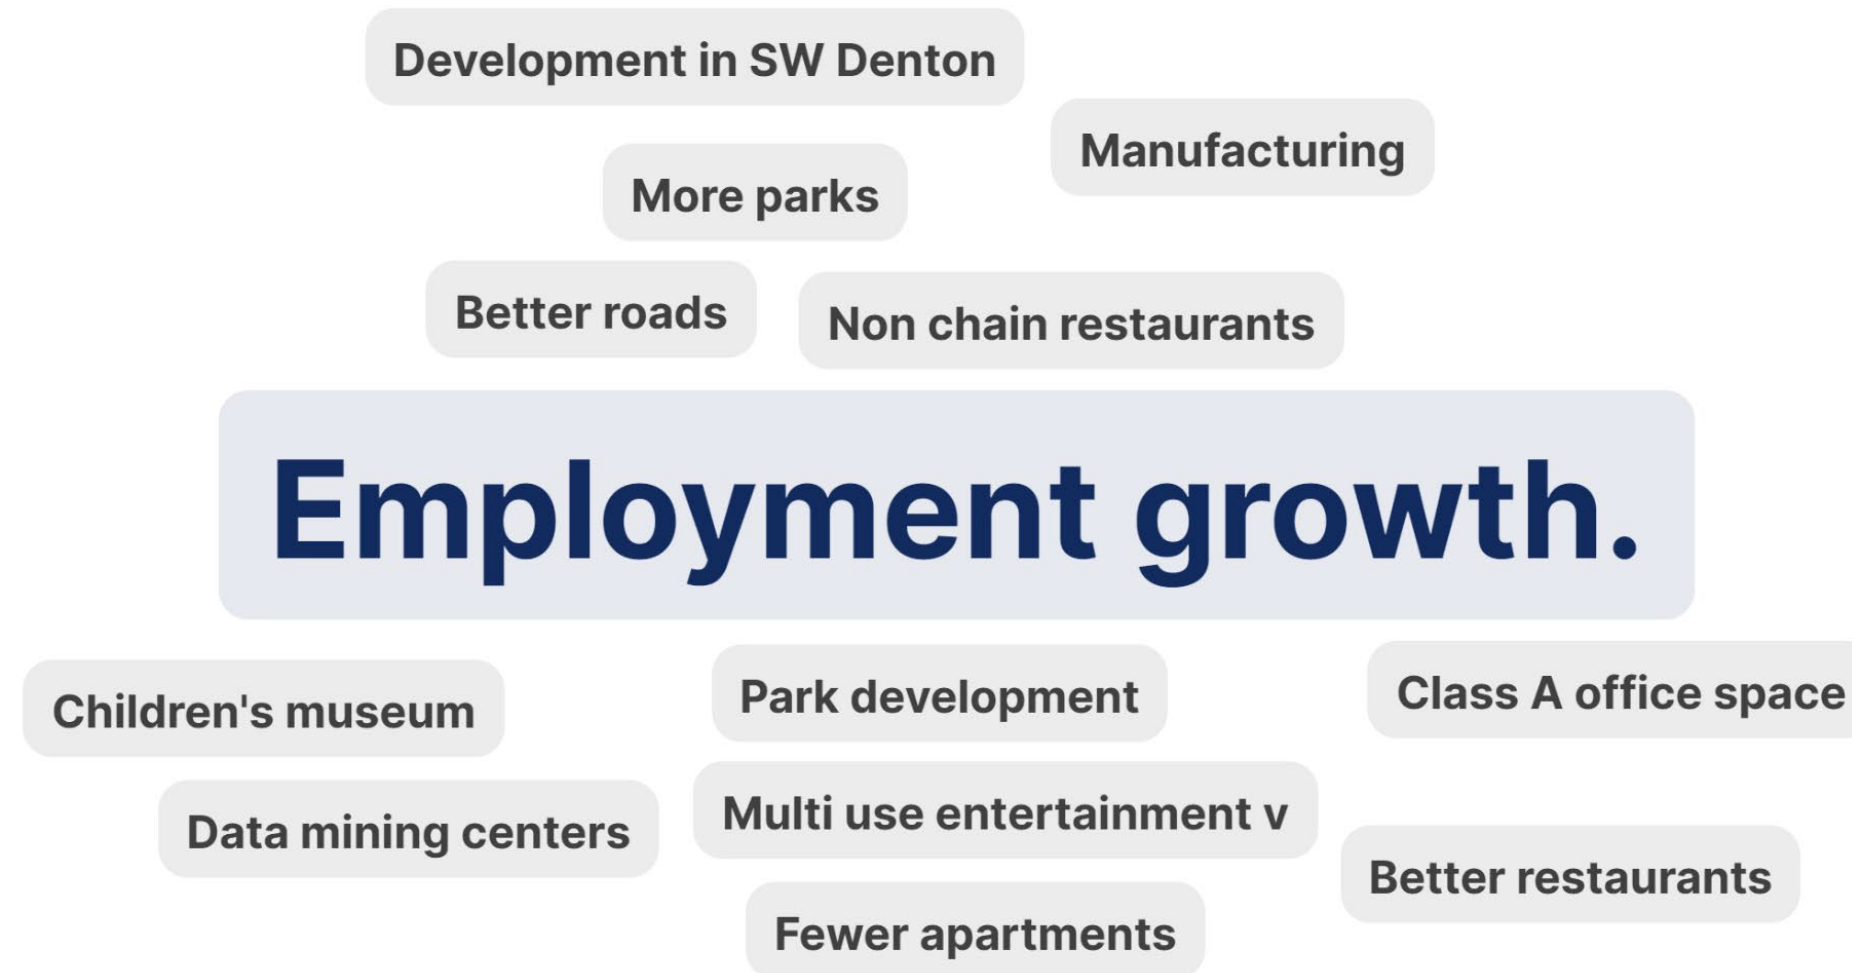 Development in SW Denton
Manufacturing
More parks
Better roads
Non chain restaurants
Employment growth.
Children's museum
Park development
Class A office space
Data mining centers
Multi use entertainment v
Better restaurants
Fewer apartments